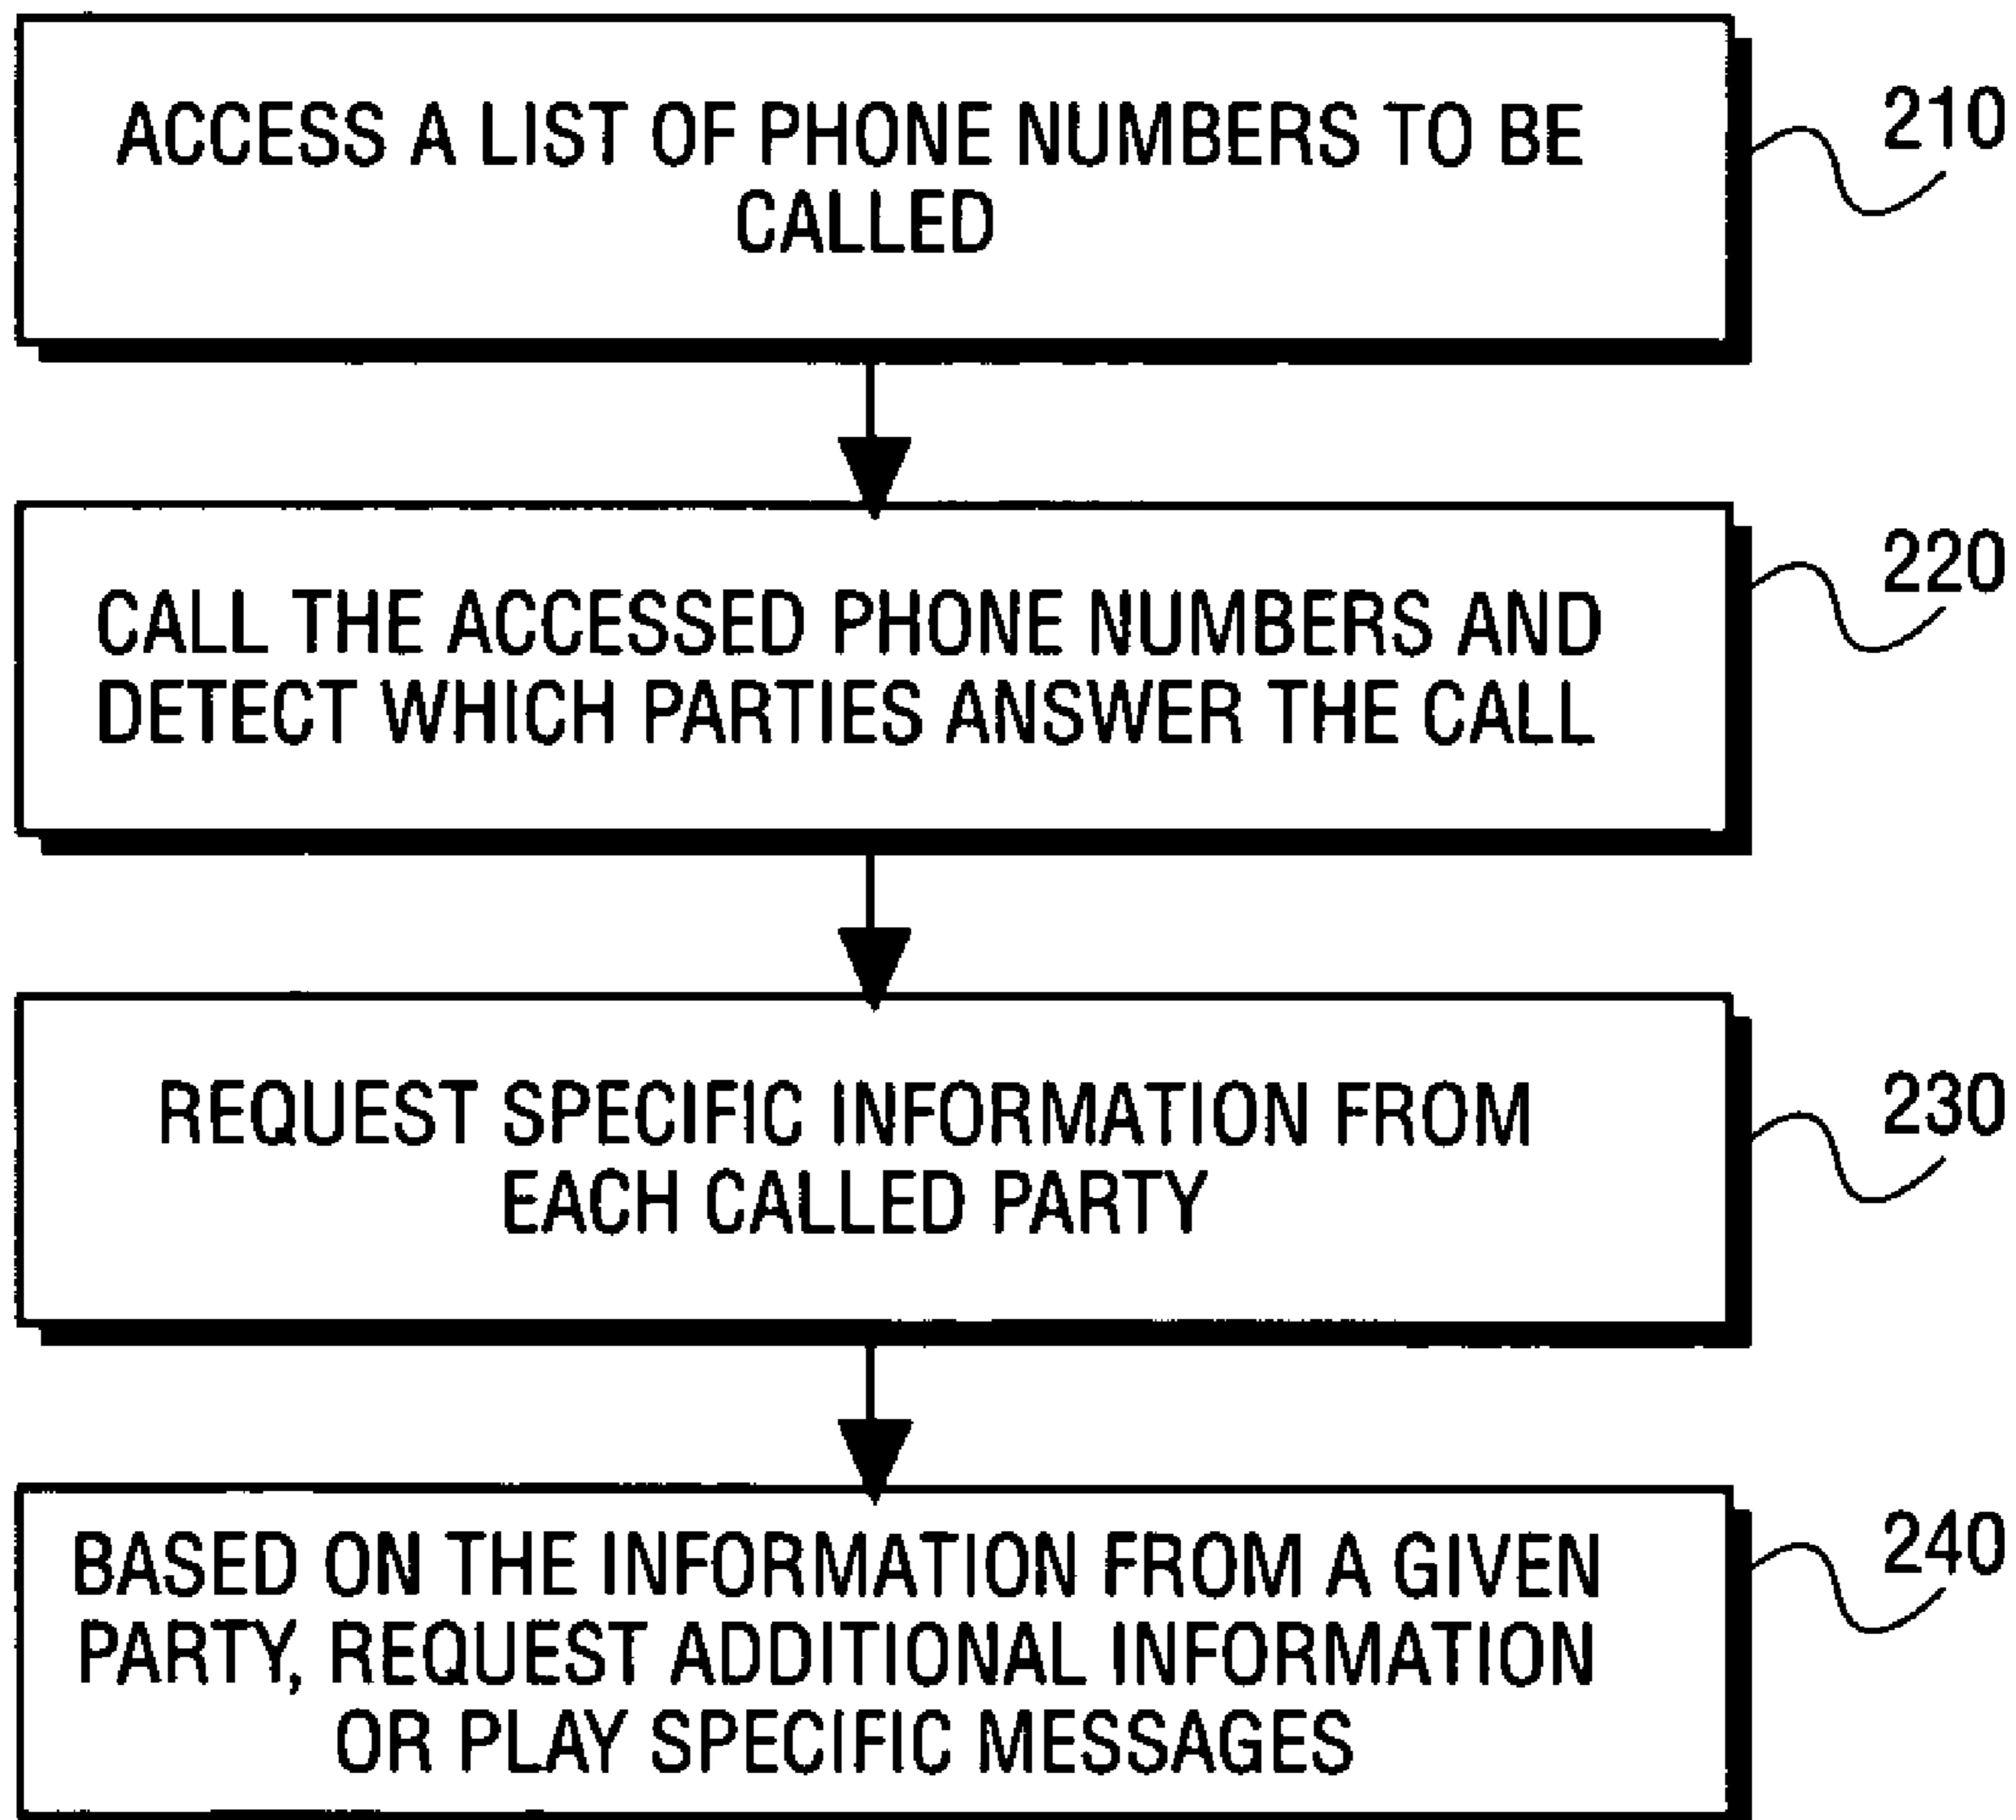 ACCESS A LIST OF PHONE NUMBERS TO BE
CALLED
210
CALL THE ACCESSED PHONE NUMBERS AND
DETECT WHICH PARTIES ANSWER THE CALL
220
REQUEST SPECIFIC INFORMATION FROM
EACH CALLED PARTY
230
BASED ON THE INFORMATION FROM A GIVEN
PARTY, REQUEST ADDITIONAL INFORMATION
OR PLAY SPECIFIC MESSAGES
240